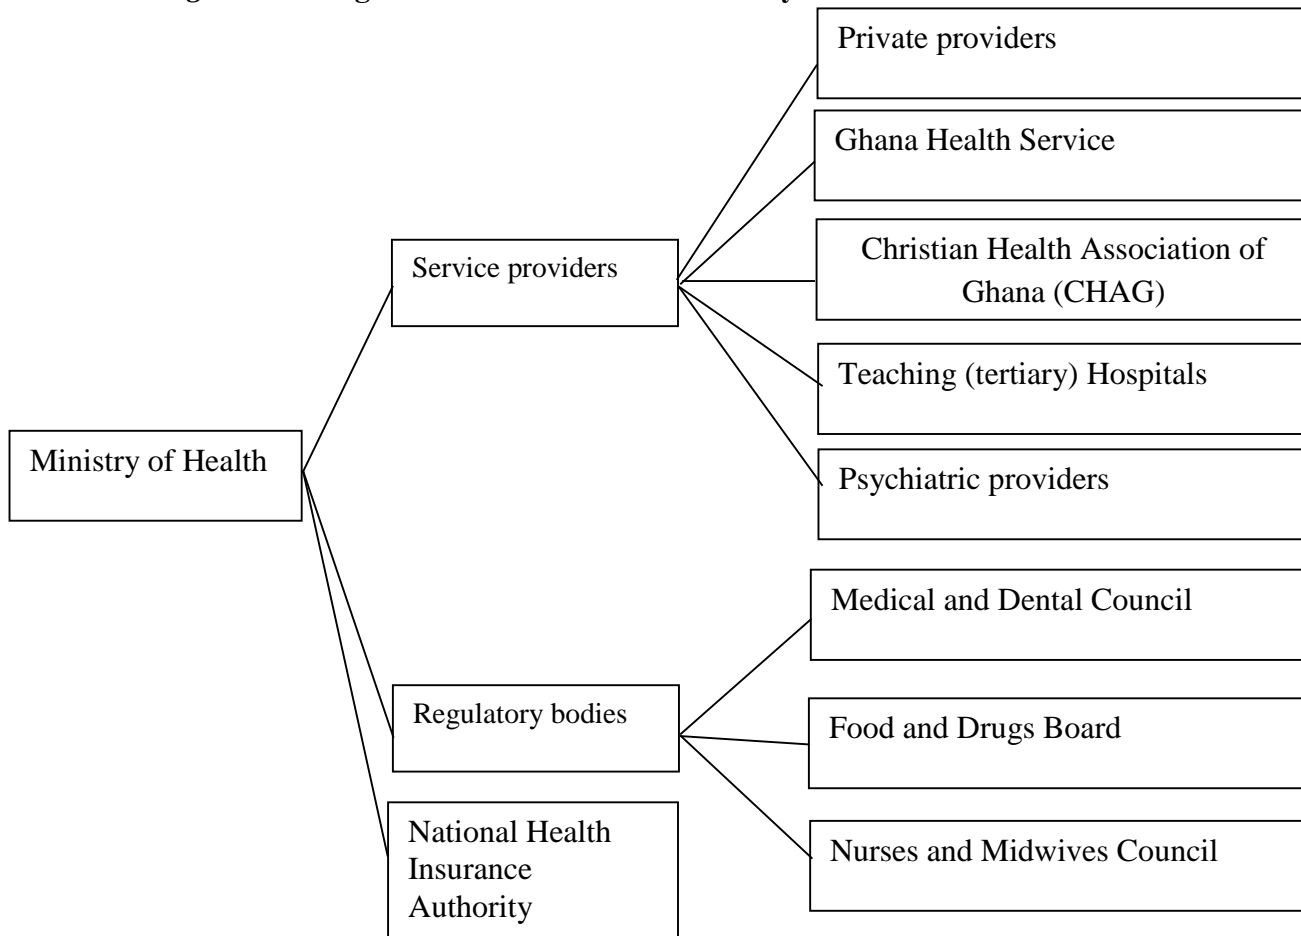 Private providers
Ghana Health Service
Christian Health Association of
Ghana (CHAG)
Service providers
Teaching (tertiary) Hospitals
Ministry of Health
Psychiatric providers
Medical and Dental Council
Regulatory bodies
Food and Drugs Board
National Health
Insurance
Authority
Nurses and Midwives Council